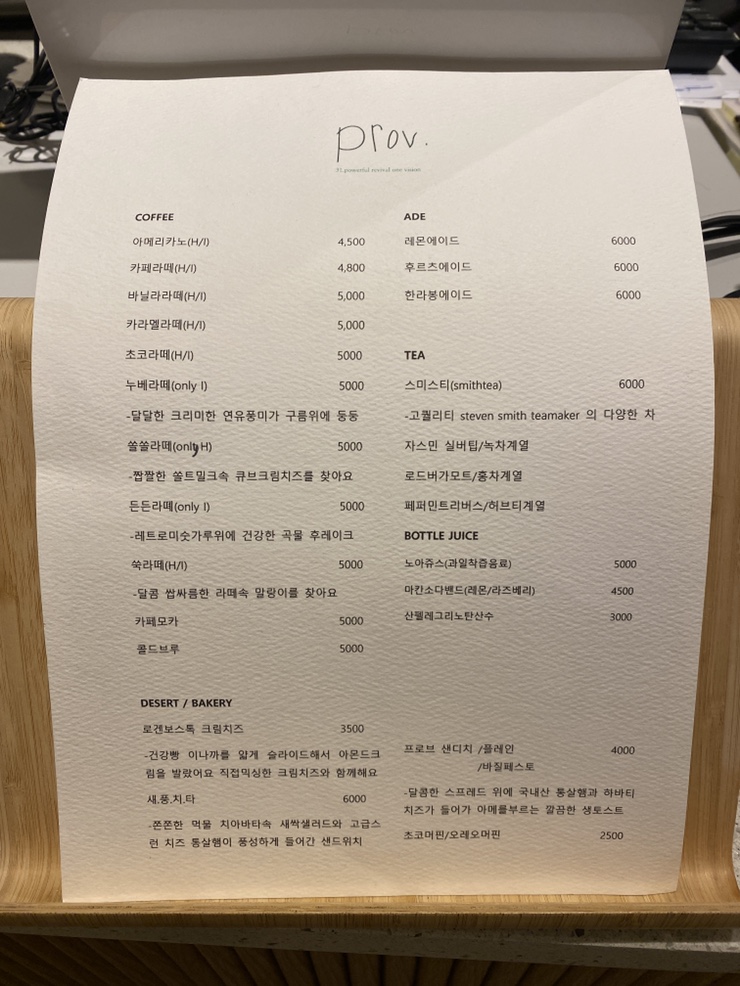 prov.
COFFEE
아메리카노(H/I) 4,500
카페라떼(H/I) 4,800
바닐라라떼(H/I) 5,000
카라멜라떼(H/I) 5,000
초코라떼(H/I) 5000
누베라떼(only I) 5000
-달달한 크리미한 연유풍미가 구름위에 둥둥
쏠쏠라떼(only H) 5000
-짭짤한 쏠트밀크속 큐브크림치즈를 찾아요
든든라떼(only I) 5000
-레트로미숫가루위에 건강한 곡물 후레이크
쑥라떼(H/I) 5000
-달콤 쌉싸름한 라떼속 말랑이를 찾아요
카페모카 5000
콜드브루 5000
ADE
레몬에이드 6000
후르츠에이드 6000
한라봉에이드 6000
TEA
스미스티(smithtea) 6000
-고퀄리티 steven smith teamaker 의 다양한 차
자스민 실버팁/녹차계열
로드버가모트/홍차계열
페퍼민트리버스/허브티계열
BOTTLE JUICE
노아쥬스(과일착즙음료) 5000
마칸소다밴드(레몬/라즈베리) 4500
산펠레그리노탄산수 3000
DESERT / BAKERY
로겐보스톡 크림치즈 3500
-건강빵 이나까를 얇게 슬라이드해서 아몬드크
림을 발랐어요 직접믹싱한 크림치즈와 함께해요
새.풍.치.타 6000
-쫀쫀한 먹물 치아바타속 새싹샐러드와 고급스
런 치즈 통살햄이 풍성하게 들어간 샌드위치
프로브 샌디치 /플레인 4000
/바질페스토
-달콤한 스프레드 위에 국내산 통살햄과 하바티
치즈가 들어가 아메를부르는 깔끔한 생토스트
초코머핀/오레오머핀 2500